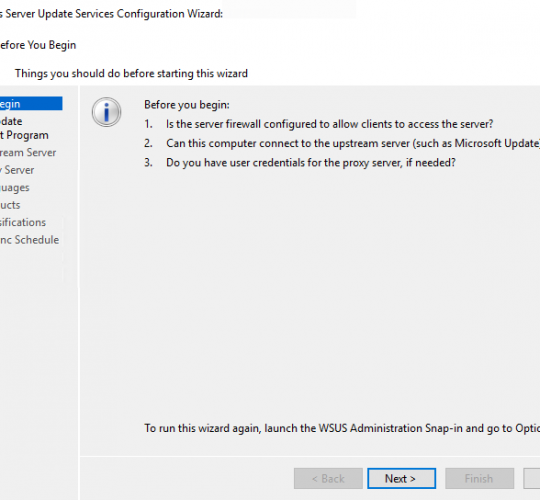 s Server Update Services Configuration Wizard:
efore You Begin
Things you should do before starting this wizard
egin
pdate
t Program
ream Server
y Server
uages
ucts
sifications
nc Schedule
Before you begin:
1. Is the server firewall configured to allow clients to access the server?
2. Can this computer connect to the upstream server (such as Microsoft Update)
3. Do you have user credentials for the proxy server, if needed?
To run this wizard again, launch the WSUS Administration Snap-in and go to Optio
< Back
Next >
Finish